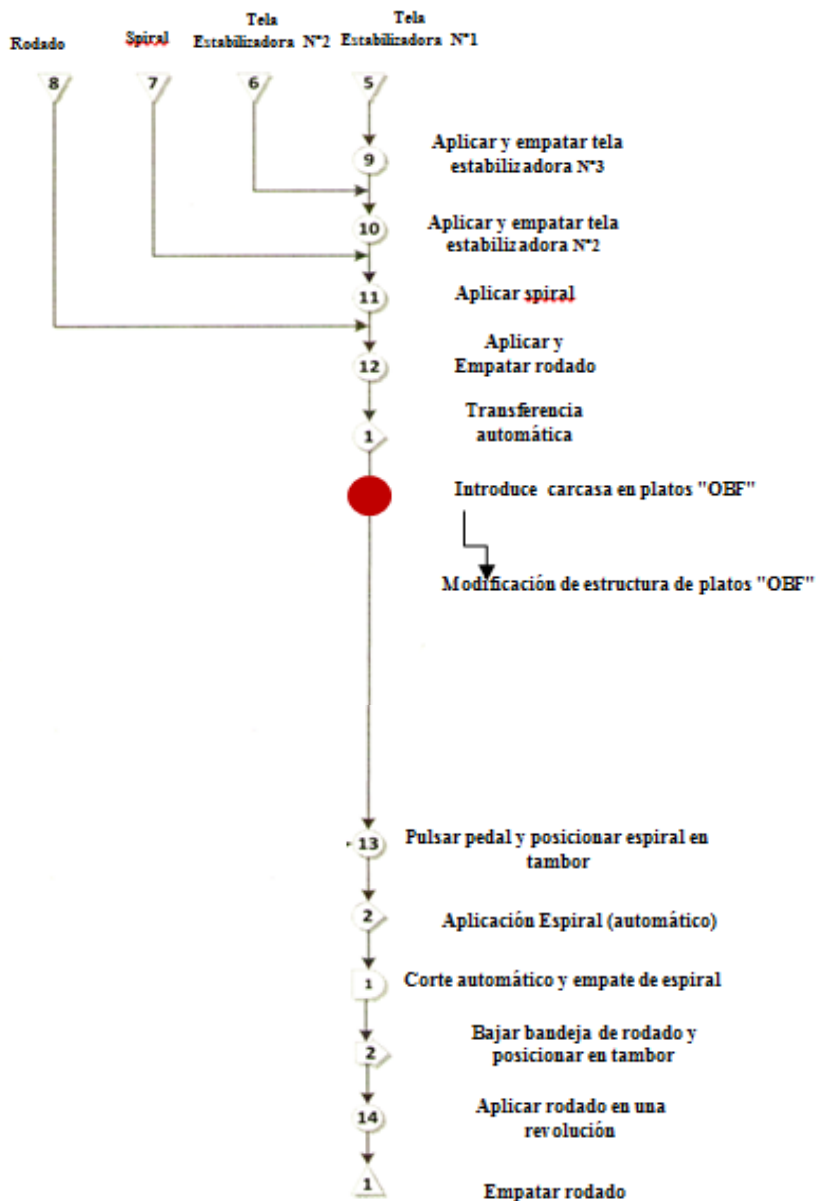 Rodado
Spiral
Tela
Estabilizadora N°2
Tela
Estabilizadora N°1
8
7
6
5
9
Aplicar y empatar tela
estabilizadora N°3
10
Aplicar y empatar tela
estabilizadora N°2
11
Aplicar spiral
12
Aplicar y
Empatar rodado
1
Transferencia
automática
Introduce carcasa en platos "OBF"
Modificación de estructura de platos "OBF"
13
Pulsar pedal y posicionar espiral en
tambor
2
Aplicación Espiral (automático)
1
Corte automático y empate de espiral
2
Bajar bandeja de rodado y
posicionar en tambor
14
Aplicar rodado en una
revolución
1
Empatar rodado